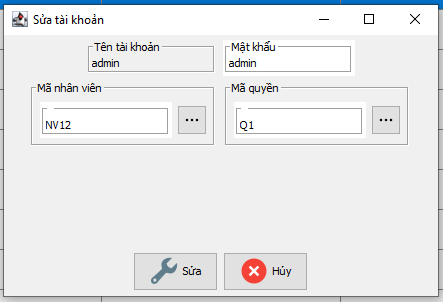 Sửa tài khoản
Tên tài khoản
admin
Mật khẩu
admin
Mã nhân viên
NV12
...
Mã quyền
Q1
...
Sửa
Hủy